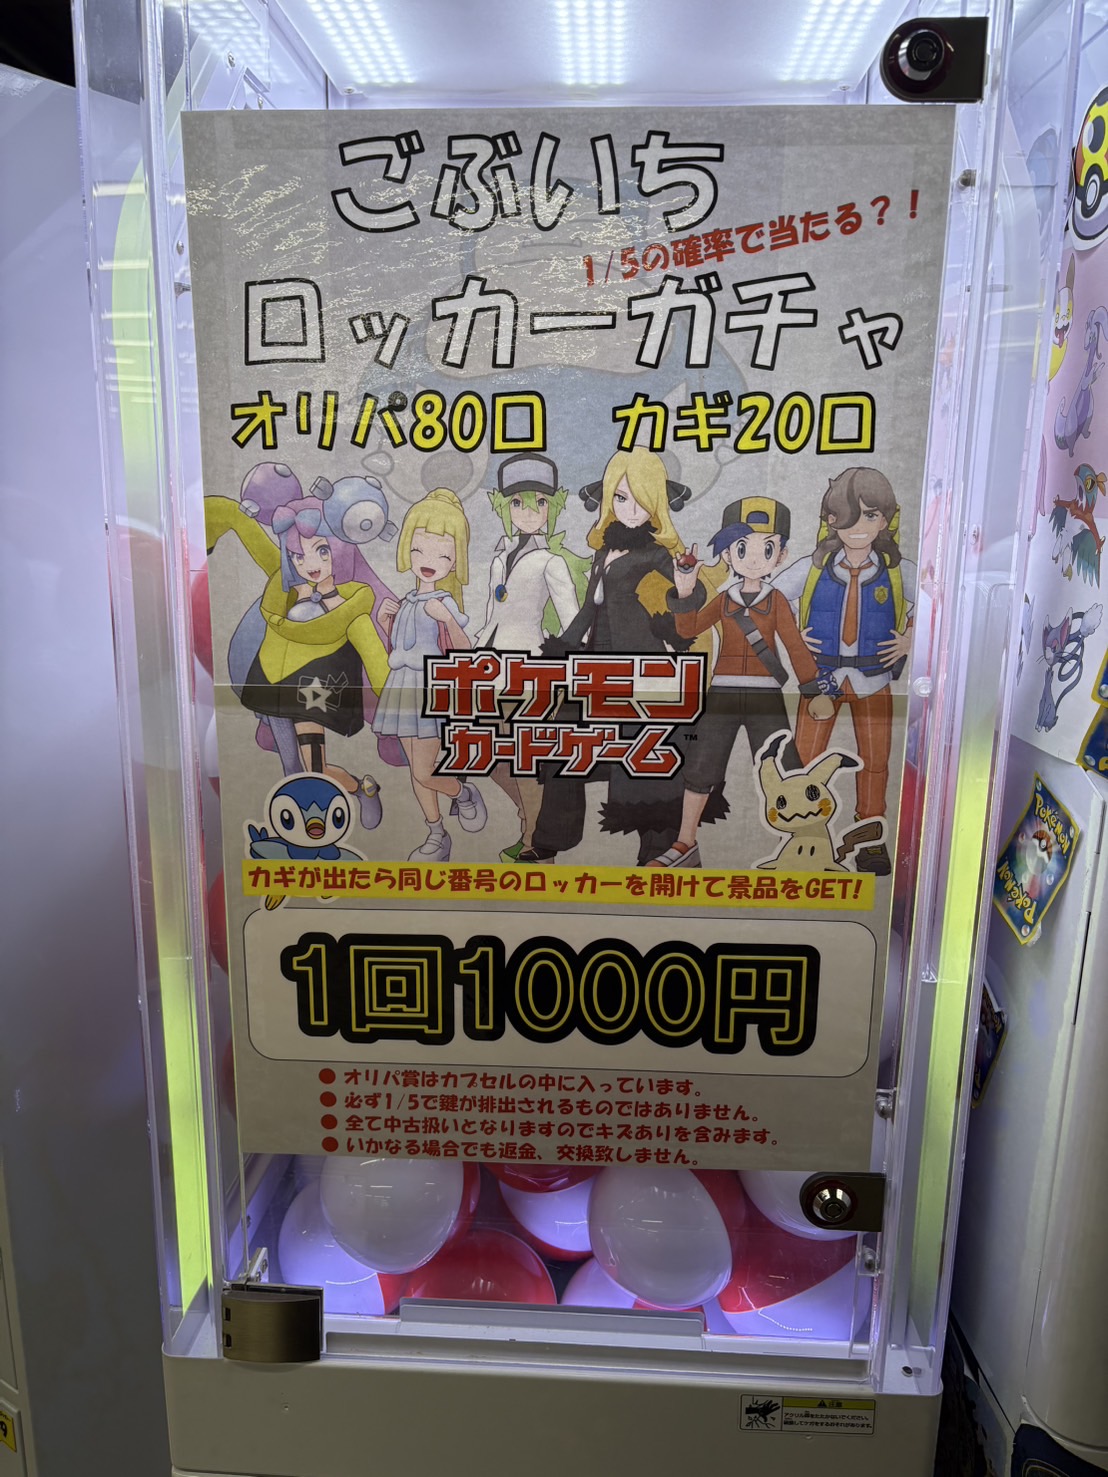 ごぶいち
1/5の確率で当たる？！
ロッカーガチャ
オリパ80口 カギ20口
ポケモン
カードゲーム™
カギが出たら同じ番号のロッカーを開けて景品をGET!
1回1000円
● オリパ賞はカプセルの中に入っています。
● 必ず1/5で鍵が排出されるものではありません。
● 全て中古扱いとなりますのでキズありを含みます。
● いかなる場合でも返金、交換致しません。
Pokémon
Pokémon
注意